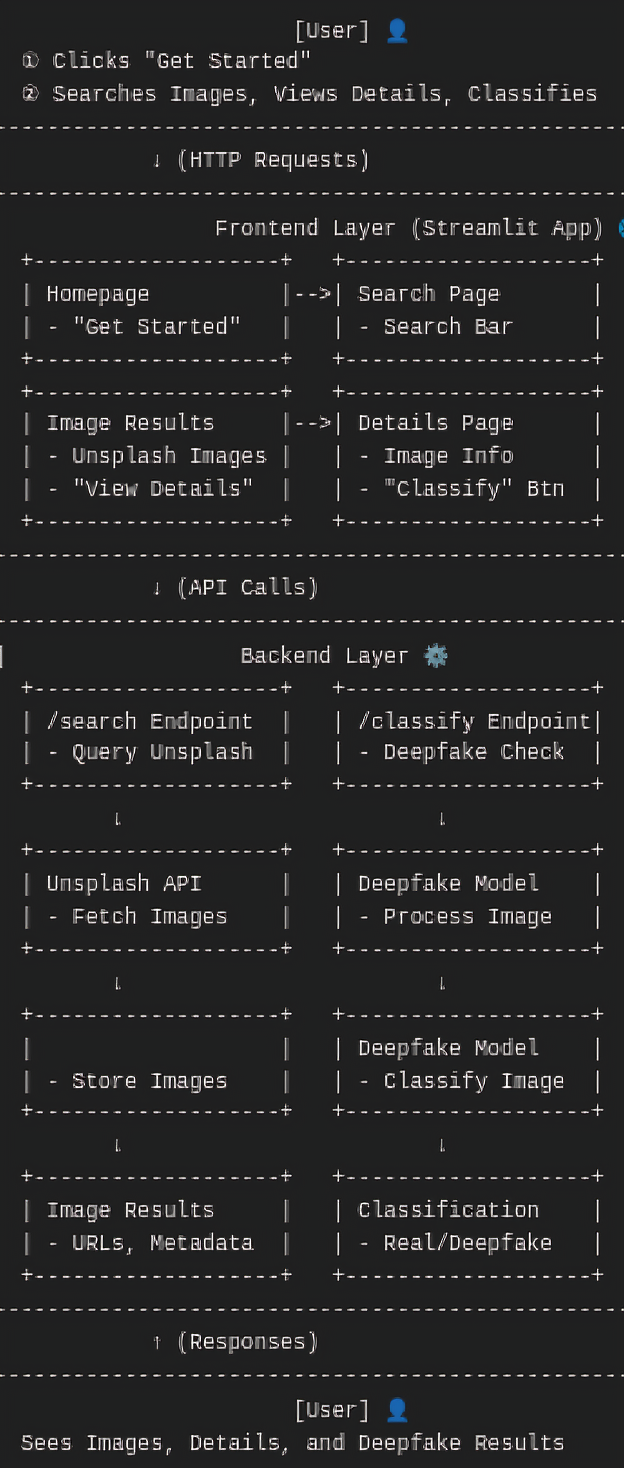 [User] 👤
① Clicks "Get Started"
② Searches Images, Views Details, Classifies
↓ (HTTP Requests)
Frontend Layer (Streamlit App)
Homepage --> Search Page
- "Get Started" - Search Bar
Image Results --> Details Page
- Unsplash Images - Image Info
- "View Details" - "Classify" Btn
↓ (API Calls)
Backend Layer ⚙️
/search Endpoint /classify Endpoint
- Query Unsplash - Deepfake Check
↓ ↓
Unsplash API Deepfake Model
- Fetch Images - Process Image
↓ ↓
Deepfake Model
- Store Images - Classify Image
↓ ↓
Image Results Classification
- URLs, Metadata - Real/Deepfake
↑ (Responses)
[User] 👤
Sees Images, Details, and Deepfake Results